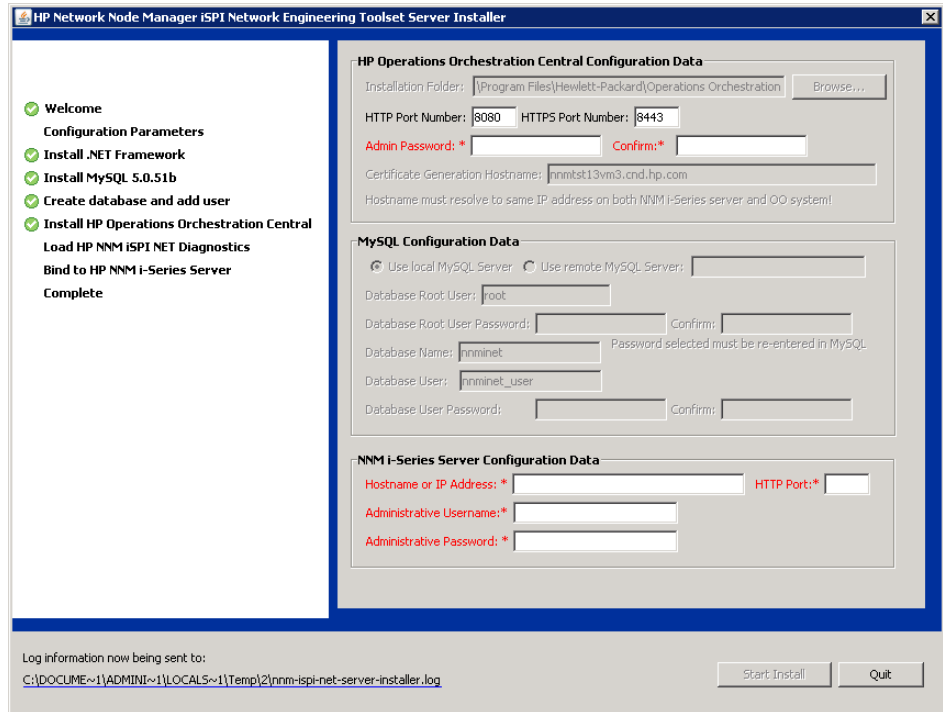 HP Network Node Manager iSPI Network Engineering Toolset Server Installer
Welcome
Configuration Parameters
Install .NET Framework
Install MySQL 5.0.51b
Create database and add user
Install HP Operations Orchestration Central
Load HP NNM iSPI NET Diagnostics
Bind to HP NNM i-Series Server
Complete
HP Operations Orchestration Central Configuration Data
Installation Folder: \Program Files\Hewlett-Packard\Operations Orchestration Browse...
HTTP Port Number: 8080 HTTPS Port Number: 8443
Admin Password: * Confirm:*
Certificate Generation Hostname: nnmtst13vm3.cnd.hp.com
Hostname must resolve to same IP address on both NNM i-Series server and OO system!
MySQL Configuration Data
Use local MySQL Server Use remote MySQL Server:
Database Root User: root
Database Root User Password: Confirm:
Password selected must be re-entered in MySQL
Database Name: nnminet
Database User: nnminet_user
Database User Password: Confirm:
NNM i-Series Server Configuration Data
Hostname or IP Address: * HTTP Port:*
Administrative Username:*
Administrative Password: *
Log information now being sent to:
C:\DOCUME~1\ADMINI~1\LOCALS~1\Temp\2\nnm-ispi-net-server-installer.log
Start Install Quit